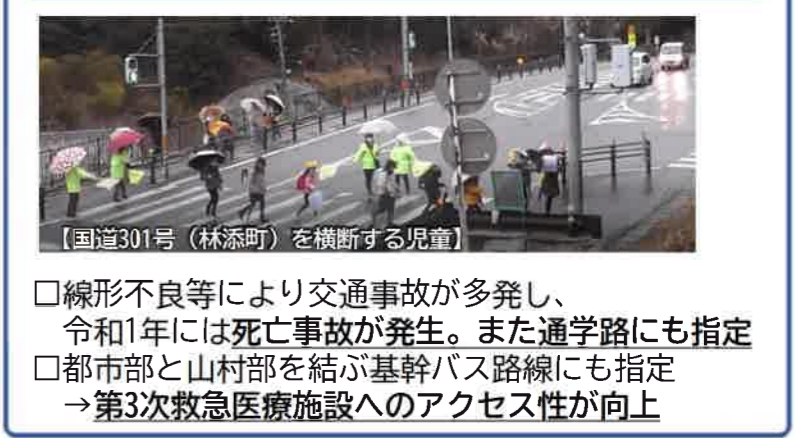 【国道301号（林添町）を横断する児童】
□線形不良等により交通事故が多発し、
令和1年には死亡事故が発生。また通学路にも指定
□都市部と山村部を結ぶ基幹バス路線にも指定
→第3次救急医療施設へのアクセス性が向上